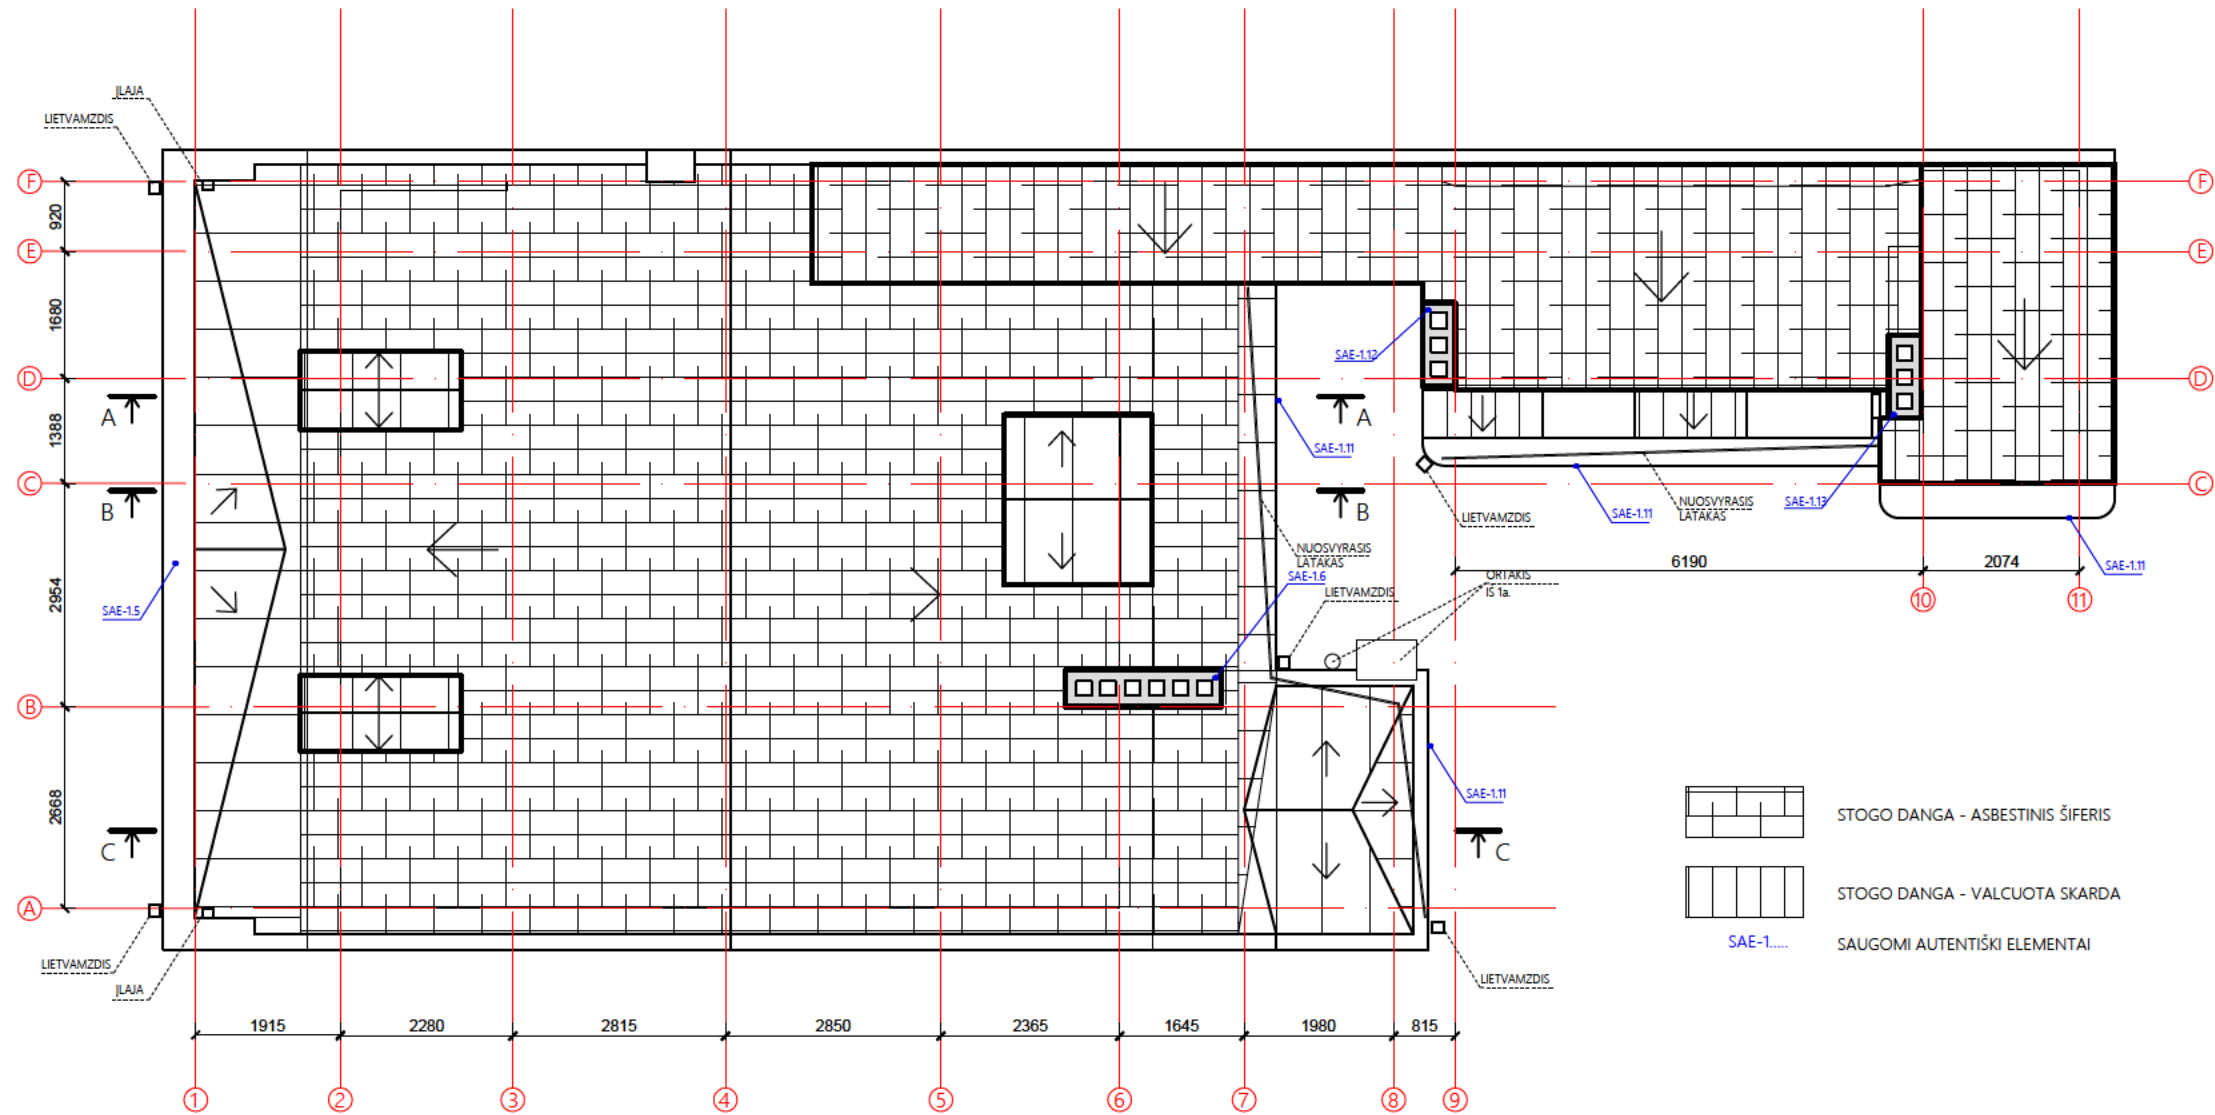 ĮLAJA
LIETVAMZDIS
F
F
920
E
E
1680
SAE-1.12
D
D
A
A
1388
SAE-1.11
C
C
B
B
SAE-1.13
NUOSVYRASIS
LATAKAS
SAE-1.11
LIETVAMZDIS
NUOSVYRASIS
LATAKAS
6190
2074
SAE-1.11
SAE-1.6
ORTAKIS
IS 1a.
LIETVAMZDIS
10
11
2954
SAE-1.5
B
2668
SAE-1.11
STOGO DANGA - ASBESTINIS ŠIFERIS
C
C
STOGO DANGA - VALCUOTA SKARDA
A
SAE-1.....
SAUGOMI AUTENTIŠKI ELEMENTAI
LIETVAMZDIS
LIETVAMZDIS
ĮLAJA
1915
2280
2815
2850
2365
1645
1980
815
1
2
3
4
5
6
7
8
9